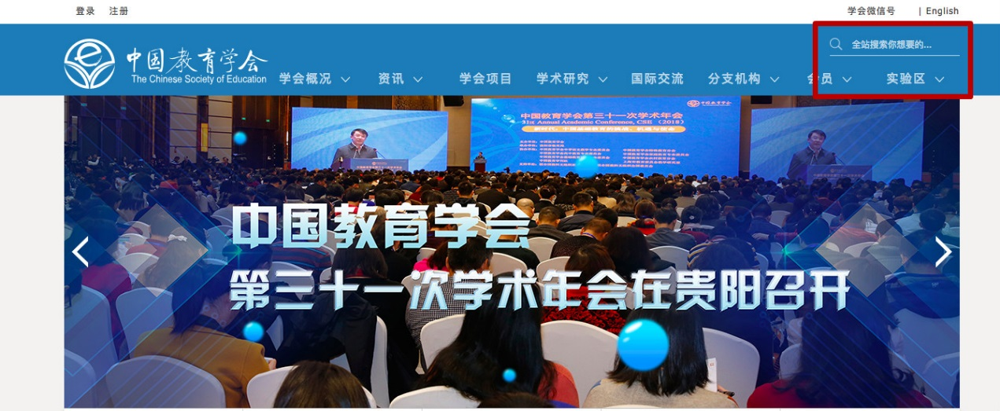 登录 注册 学会微信号 | English
全站搜索你想要的...
中国教育学会
The Chinese Society of Education
学会概况 资讯 学会项目 学术研究 国际交流 分支机构 会员 实验区
中国教育学会第三十一次学术年会
31st Annual Academic Conference, CSE (2018)
中国教育学会
第三十一次学术年会在贵阳召开